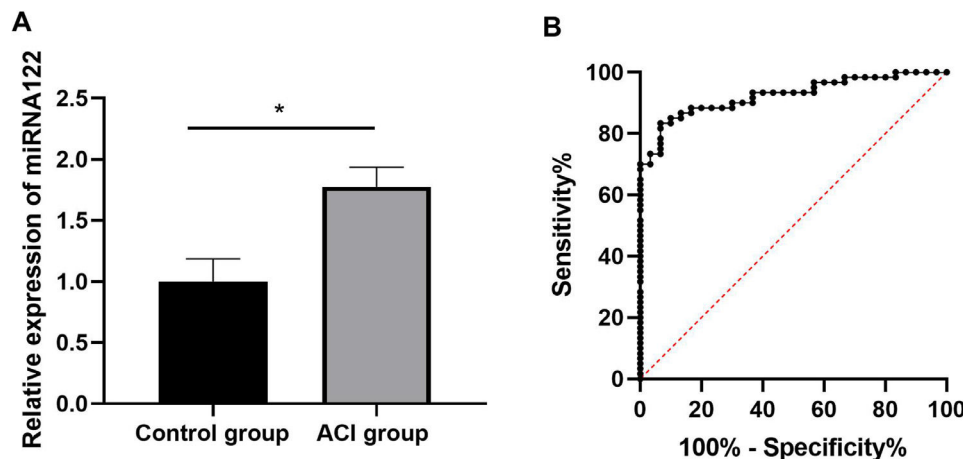 A
Relative expression of miRNA122
2.5
2.0
1.5
1.0
0.5
0.0
*
Control group
ACI group
B
Sensitivity%
100
80
60
40
20
0
0 20 40 60 80 100
100% - Specificity%